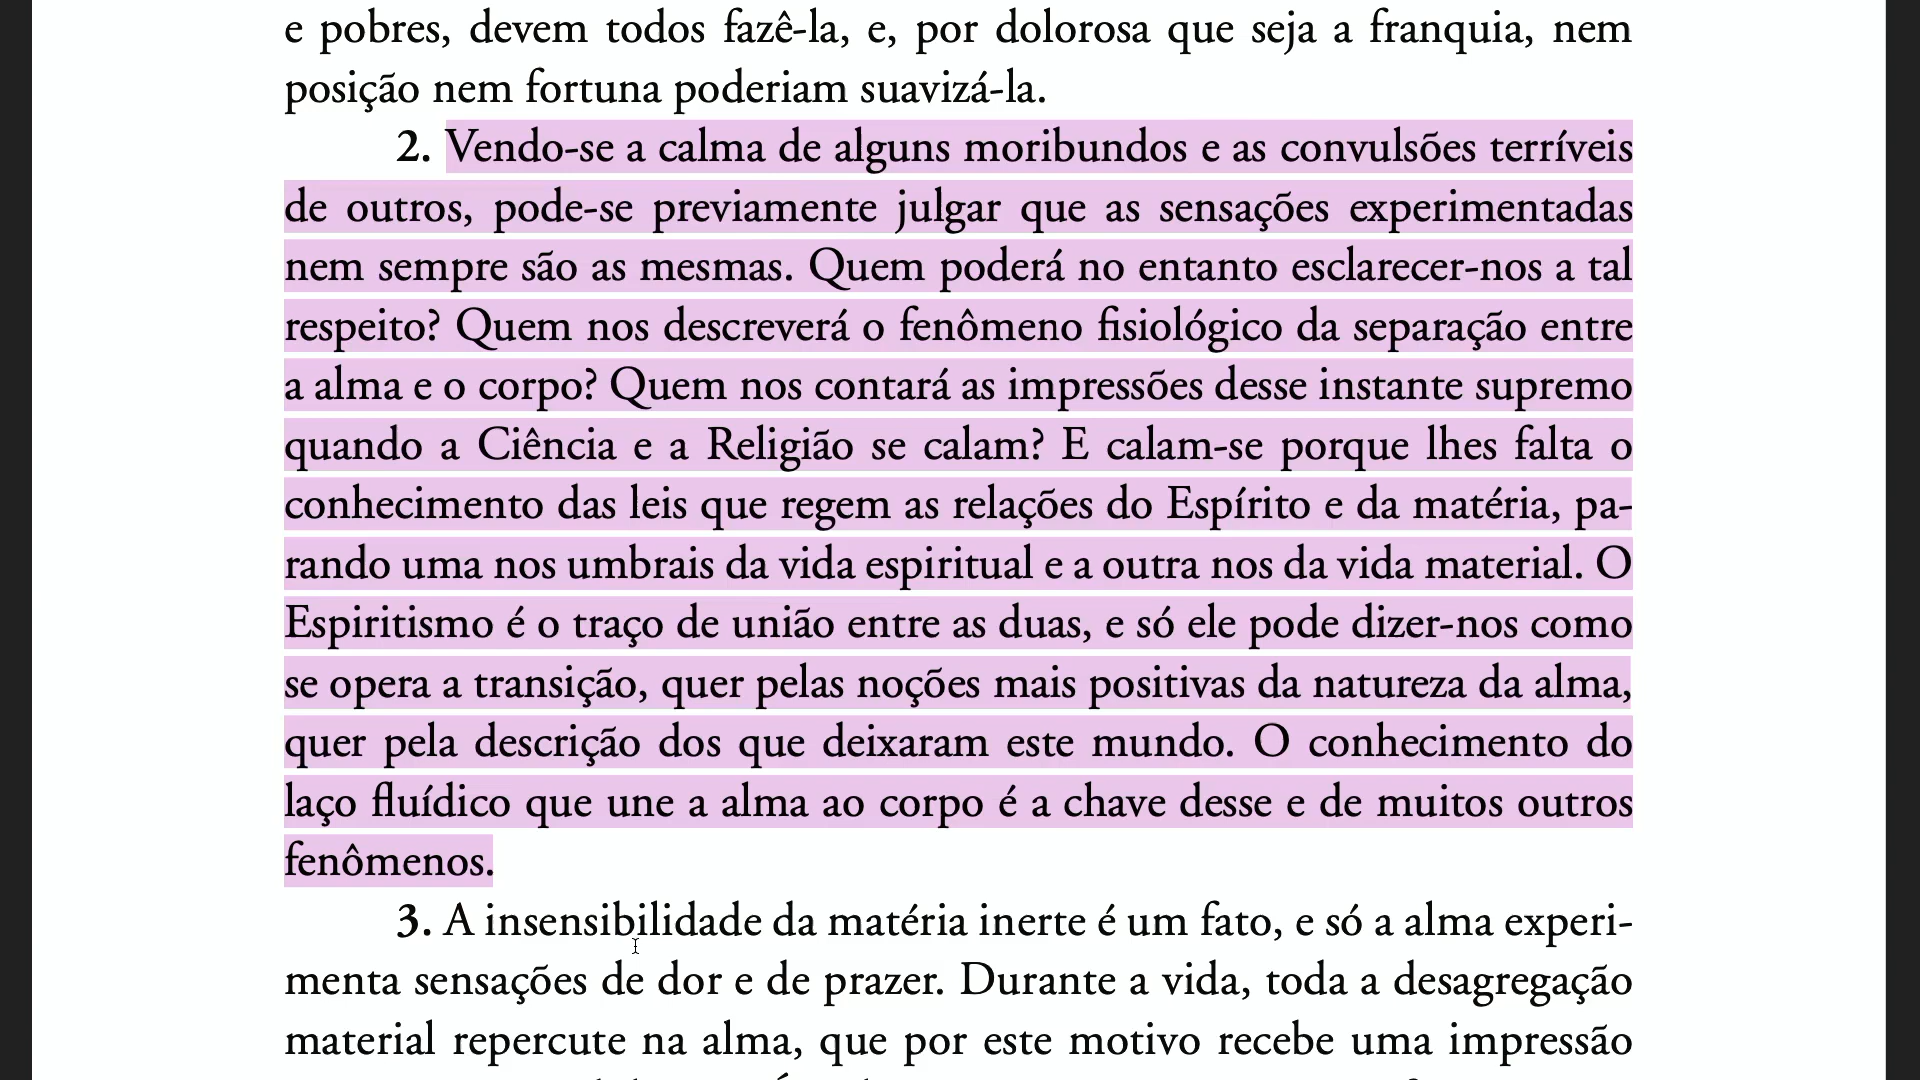 e pobres, devem todos fazê-la, e, por dolorosa que seja a franquia, nem
posição nem fortuna poderiam suavizá-la.
2. Vendo-se a calma de alguns moribundos e as convulsões terríveis
de outros, pode-se previamente julgar que as sensações experimentadas
nem sempre são as mesmas. Quem poderá no entanto esclarecer-nos a tal
respeito? Quem nos descreverá o fenômeno fisiológico da separação entre
a alma e o corpo? Quem nos contará as impressões desse instante supremo
quando a Ciência e a Religião se calam? E calam-se porque lhes falta o
conhecimento das leis que regem as relações do Espírito e da matéria, pa-
rando uma nos umbrais da vida espiritual e a outra nos da vida material. O
Espiritismo é o traço de união entre as duas, e só ele pode dizer-nos como
se opera a transição, quer pelas noções mais positivas da natureza da alma,
quer pela descrição dos que deixaram este mundo. O conhecimento do
laço fluídico que une a alma ao corpo é a chave desse e de muitos outros
fenômenos.
3. A insensibilidade da matéria inerte é um fato, e só a alma experi-
menta sensações de dor e de prazer. Durante a vida, toda a desagregação
material repercute na alma, que por este motivo recebe uma impressão